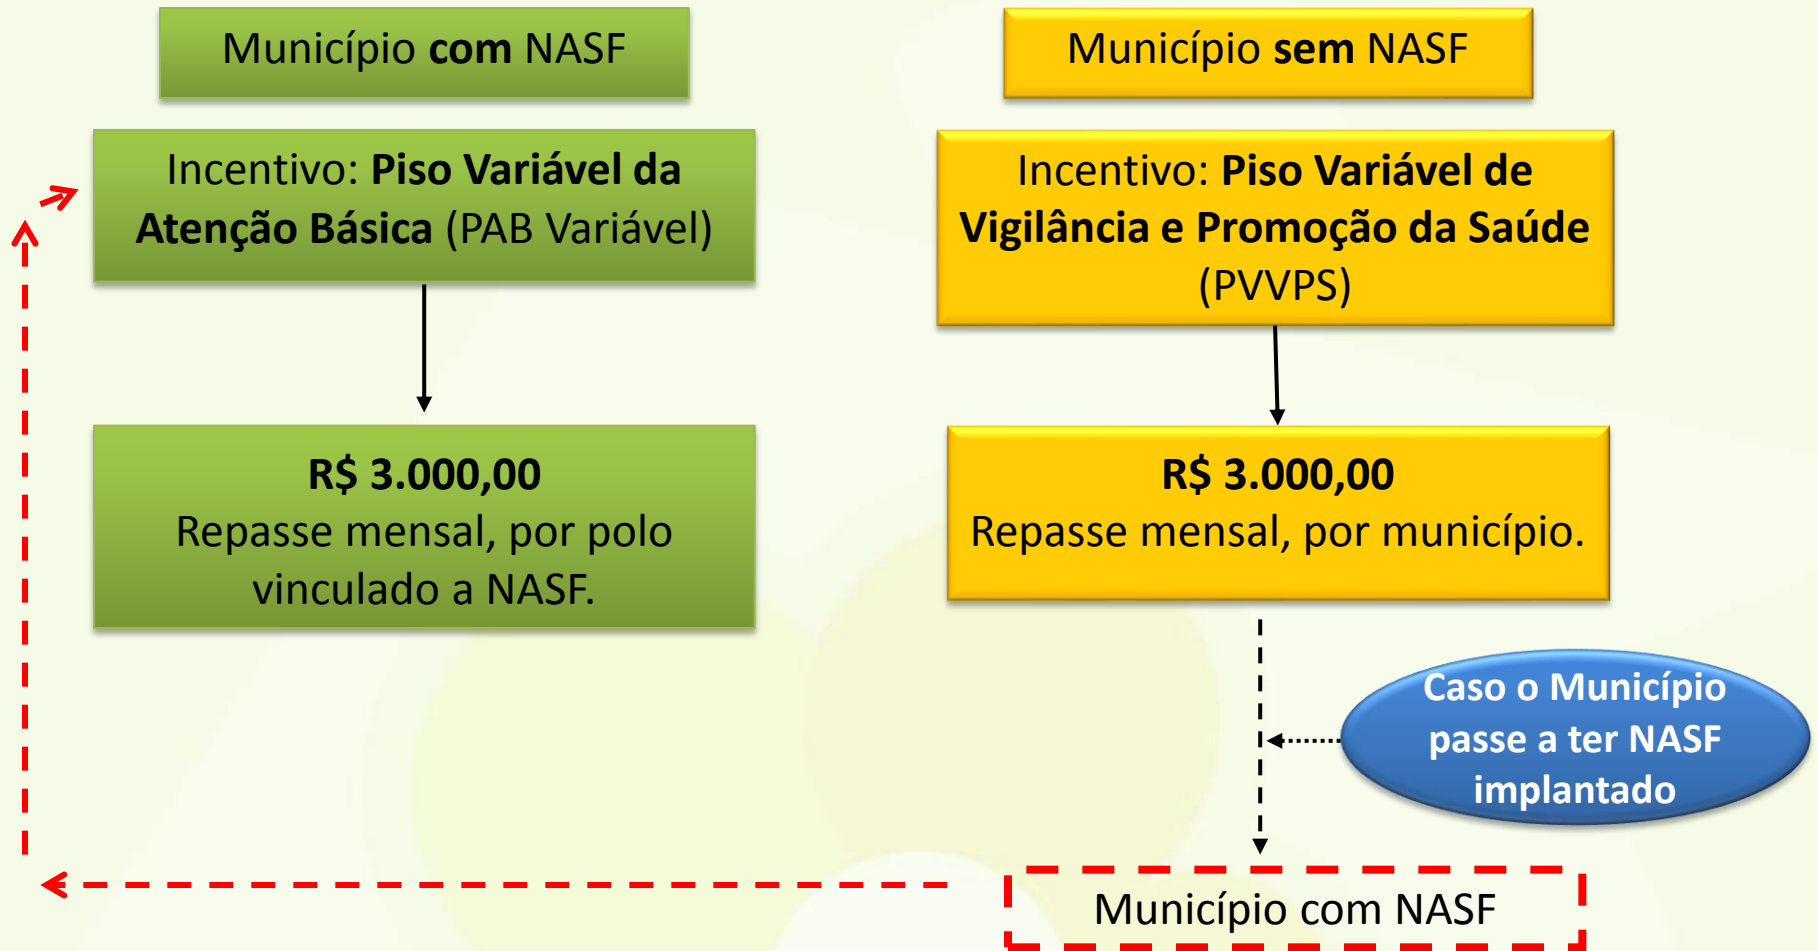 Município com NASF
Incentivo: Piso Variável da
Atenção Básica (PAB Variável)
R$ 3.000,00
Repasse mensal, por polo
vinculado a NASF.
Município sem NASF
Incentivo: Piso Variável de
Vigilância e Promoção da Saúde
(PVVPS)
R$ 3.000,00
Repasse mensal, por município.
Caso o Município
passe a ter NASF
implantado
Município com NASF